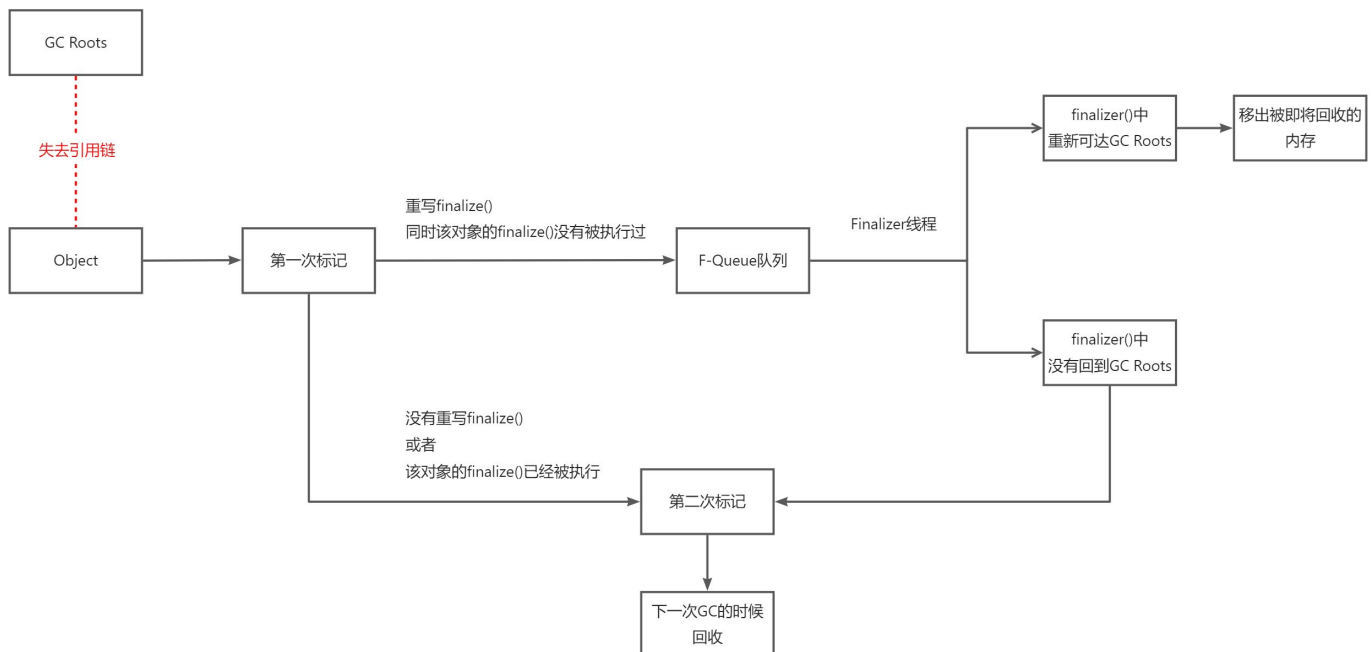 GC Roots
失去引用链
Object
第一次标记
重写finalize()
同时该对象的finalize()没有被执行过
F-Queue队列
Finalizer线程
finalizer()中
重新可达GC Roots
移出被即将回收的
内存
finalizer()中
没有回到GC Roots
没有重写finalize()
或者
该对象的finalize()已经被执行
第二次标记
下一次GC的时候
回收